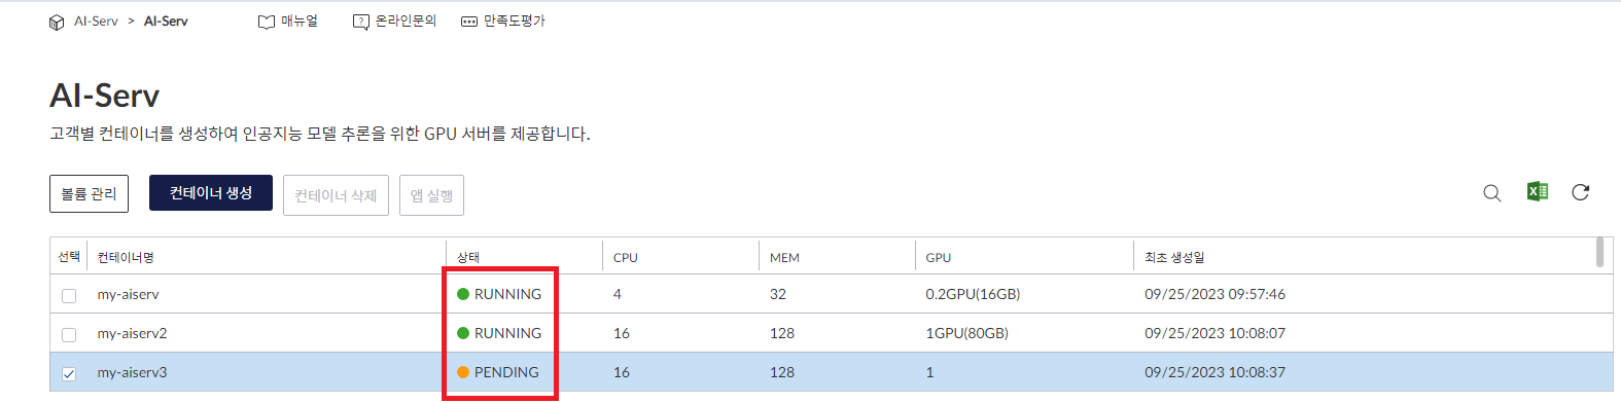 AI-Serv > AI-Serv 매뉴얼 온라인문의 만족도평가
AI-Serv
고객별 컨테이너를 생성하여 인공지능 모델 추론을 위한 GPU 서버를 제공합니다.
볼륨 관리 컨테이너 생성 컨테이너 삭제 앱 실행
선택 컨테이너명 상태 CPU MEM GPU 최초 생성일
my-aiserv RUNNING 4 32 0.2GPU(16GB) 09/25/2023 09:57:46
my-aiserv2 RUNNING 16 128 1GPU(80GB) 09/25/2023 10:08:07
my-aiserv3 PENDING 16 128 1 09/25/2023 10:08:37